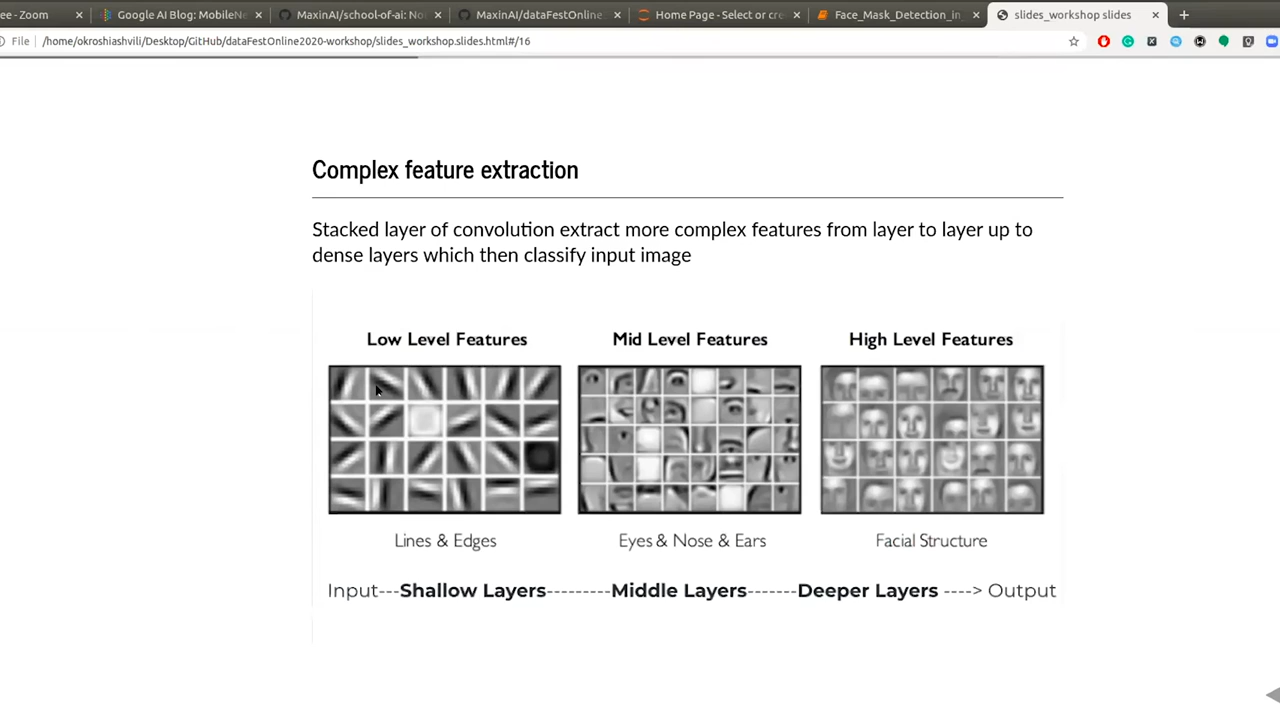 ee - Zoom
Google AI Blog: MobileNe
MaxinAI/school-of-ai: No
MaxinAI/dataFestOnline
Home Page - Select or cre
Face_Mask_Detection_in
slides_workshop slides
File /home/okroshiashvili/Desktop/GitHub/dataFestOnline2020-workshop/slides_workshop.slides.html#/16
Complex feature extraction
Stacked layer of convolution extract more complex features from layer to layer up to
dense layers which then classify input image
Low Level Features Mid Level Features High Level Features
Lines & Edges Eyes & Nose & Ears Facial Structure
Input---Shallow Layers---------Middle Layers-------Deeper Layers ----> Output